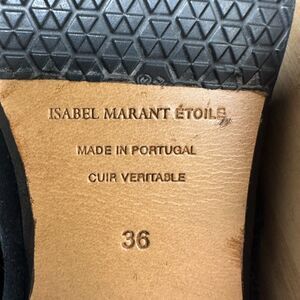 ISABEL MARANT ÉTOILE
MADE IN PORTUGAL
CUIR VERITABLE
36